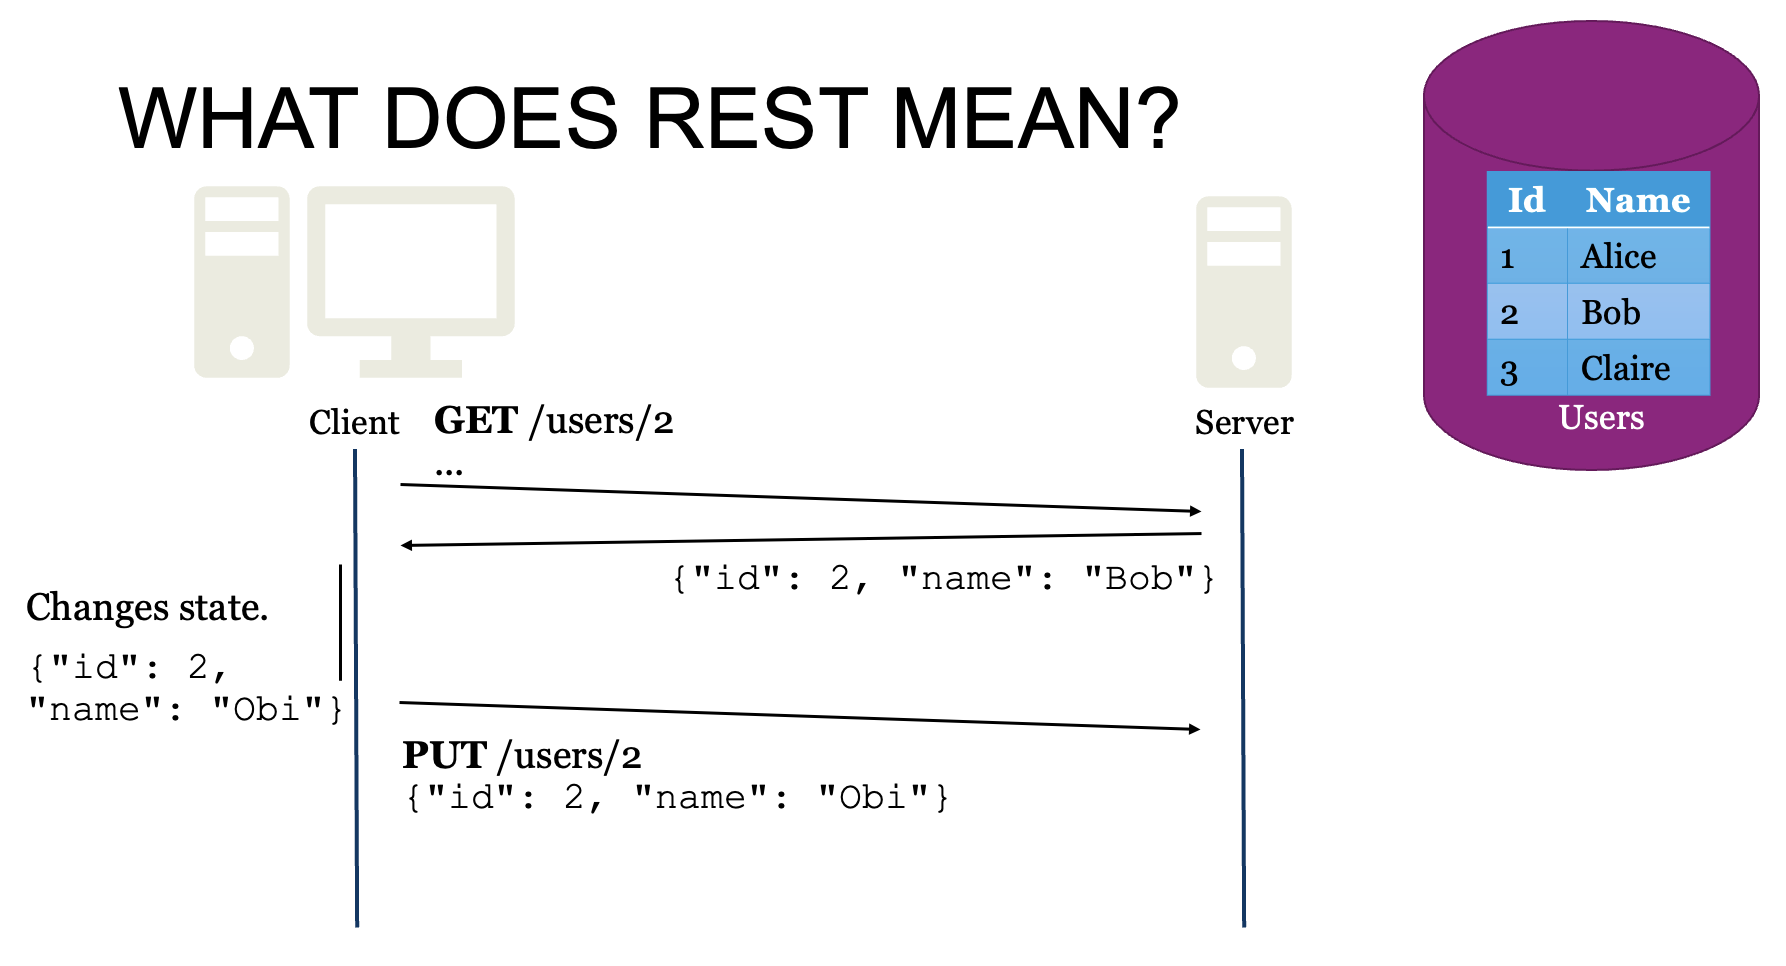 WHAT DOES REST MEAN?
Id Name
1 Alice
2 Bob
3 Claire
Users
Client
Server
GET /users/2
...
{"id": 2, "name": "Bob"}
Changes state.
{"id": 2,
"name": "Obi"}
PUT /users/2
{"id": 2, "name": "Obi"}